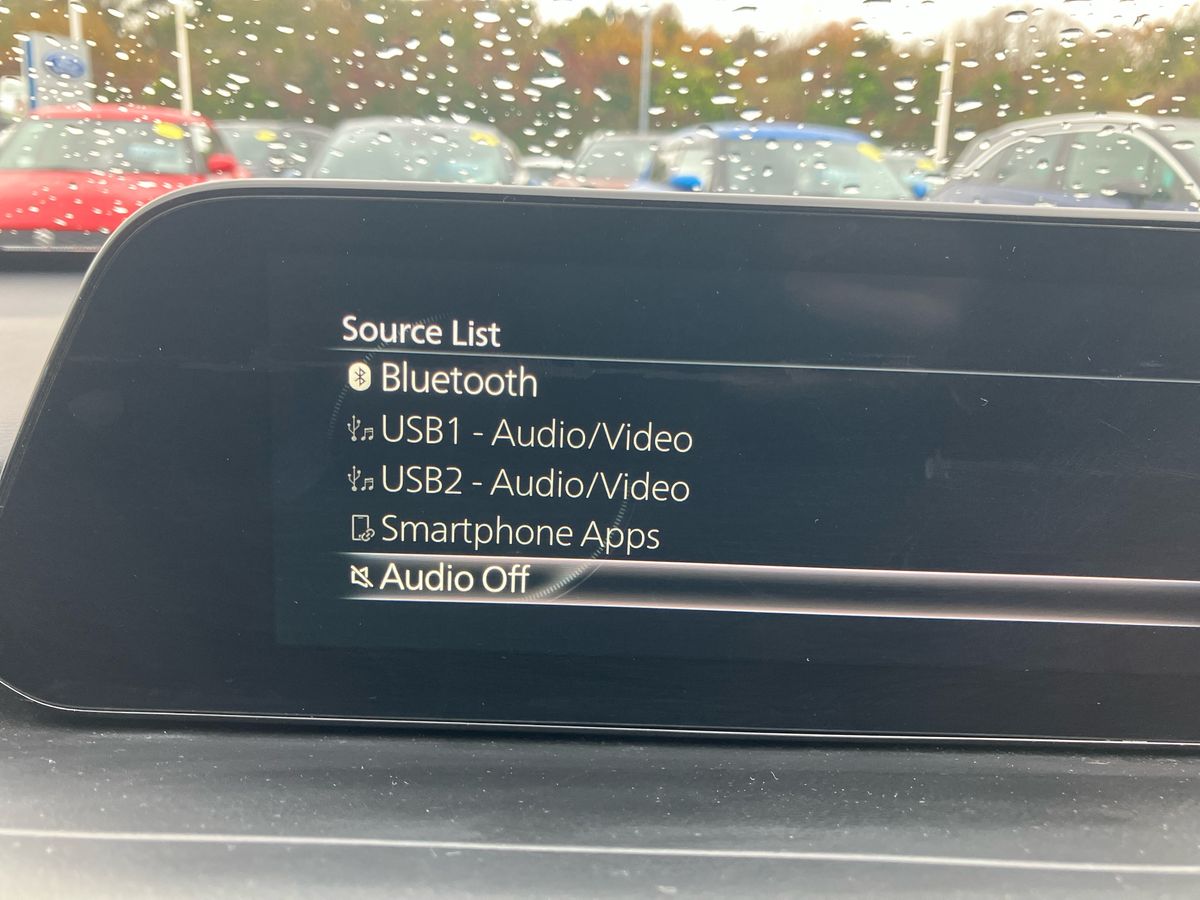 Source List
Bluetooth
USB1 - Audio/Video
USB2 - Audio/Video
Smartphone Apps
Audio Off